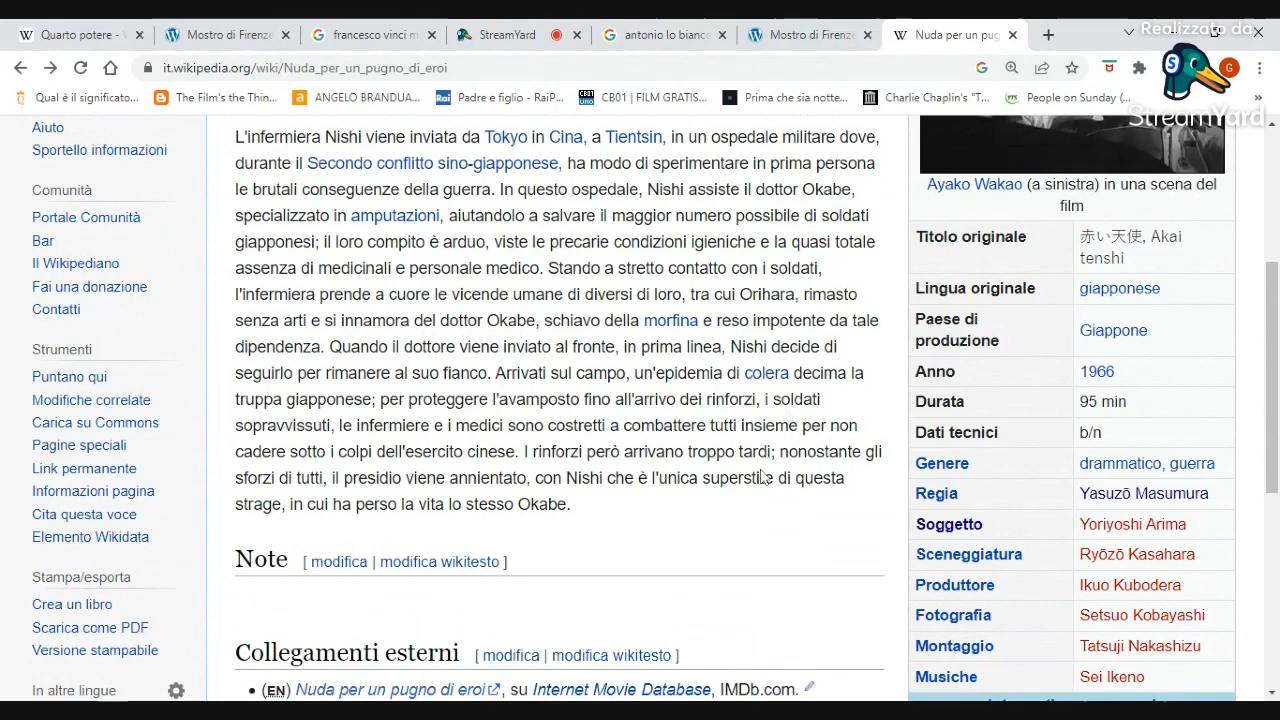 Realizzato da
StreamYard
Quarto potere - 
Mostro di Firenze
francesco vinci m
StreamYard
antonio lo bianco
Mostro di Firenze
Nuda per un pug
it.wikipedia.org/wiki/Nuda_per_un_pugno_di_eroi
Qual è il significato...
The Film's the Thin...
ANGELO BRANDUA...
Padre e figlio - RaiP...
CB01 | FILM GRATIS...
Prima che sia notte...
Charlie Chaplin's "T...
People on Sunday (...
Aiuto
Sportello informazioni
Comunità
Portale Comunità
Bar
Il Wikipediano
Fai una donazione
Contatti
Strumenti
Puntano qui
Modifiche correlate
Carica su Commons
Pagine speciali
Link permanente
Informazioni pagina
Cita questa voce
Elemento Wikidata
Stampa/esporta
Crea un libro
Scarica come PDF
Versione stampabile
In altre lingue
L'infermiera Nishi viene inviata da Tokyo in Cina, a Tientsin, in un ospedale militare dove,
durante il Secondo conflitto sino-giapponese, ha modo di sperimentare in prima persona
le brutali conseguenze della guerra. In questo ospedale, Nishi assiste il dottor Okabe,
specializzato in amputazioni, aiutandolo a salvare il maggior numero possibile di soldati
giapponesi; il loro compito è arduo, viste le precarie condizioni igieniche e la quasi totale
assenza di medicinali e personale medico. Stando a stretto contatto con i soldati,
l'infermiera prende a cuore le vicende umane di diversi di loro, tra cui Orihara, rimasto
senza arti e si innamora del dottor Okabe, schiavo della morfina e reso impotente da tale
dipendenza. Quando il dottore viene inviato al fronte, in prima linea, Nishi decide di
seguirlo per rimanere al suo fianco. Arrivati sul campo, un'epidemia di colera decima la
truppa giapponese; per proteggere l'avamposto fino all'arrivo dei rinforzi, i soldati
sopravvissuti, le infermiere e i medici sono costretti a combattere tutti insieme per non
cadere sotto i colpi dell'esercito cinese. I rinforzi però arrivano troppo tardi; nonostante gli
sforzi di tutti, il presidio viene annientato, con Nishi che è l'unica superstite di questa
strage, in cui ha perso la vita lo stesso Okabe.
Note [ modifica | modifica wikitesto ]
Collegamenti esterni [ modifica | modifica wikitesto ]
• (EN) Nuda per un pugno di eroi, su Internet Movie Database, IMDb.com.
Ayako Wakao (a sinistra) in una scena del
film
Titolo originale 赤い天使, Akai
tenshi
Lingua originale giapponese
Paese di
produzione Giappone
Anno 1966
Durata 95 min
Dati tecnici b/n
Genere drammatico, guerra
Regia Yasuzō Masumura
Soggetto Yoriyoshi Arima
Sceneggiatura Ryōzō Kasahara
Produttore Ikuo Kubodera
Fotografia Setsuo Kobayashi
Montaggio Tatsuji Nakashizu
Musiche Sei Ikeno